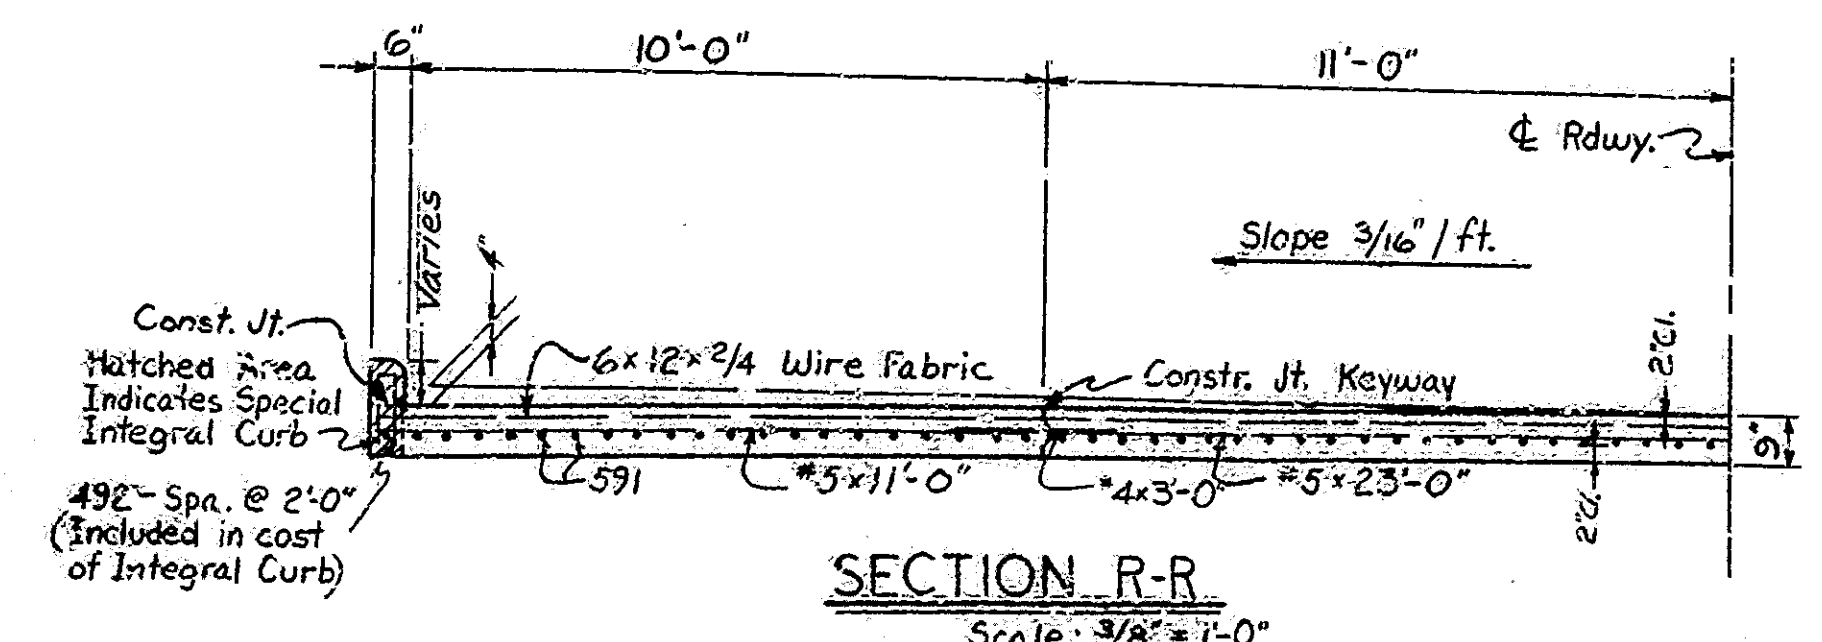 6" 10'-0" 11'-0"
℄ Rdwy.
Varies
Slope 3/16" / ft.
Const. Jt.
Hatched Area
Indicates Special
Integral Curb
6×12×2/4 Wire Fabric
Constr. Jt. Keyway
2"Cl.
9"
591
#5×11'-0"
#4×3'-0"
#5×23'-0"
2"Cl.
492 - Spa. @ 2'-0"
(Included in cost
of Integral Curb)
SECTION R-R
Scale: 3/8" = 1'-0"